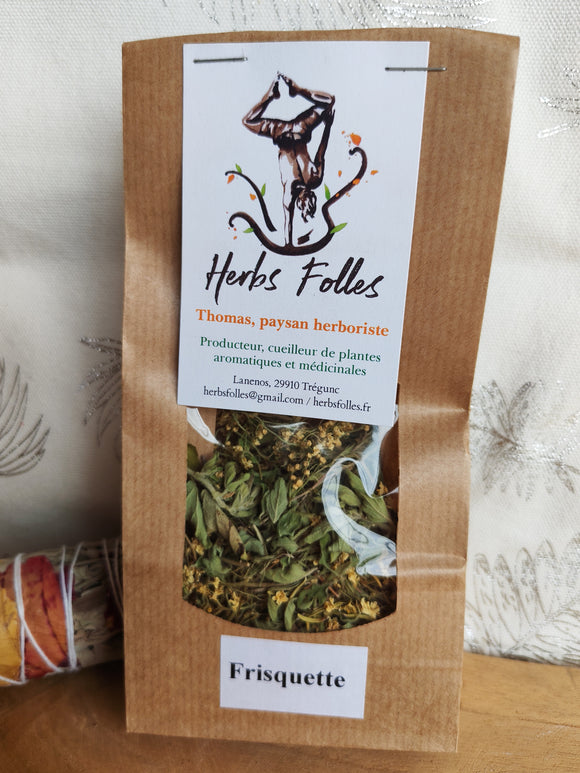 Herbs Folles
Thomas, paysan herboriste
Producteur, cueilleur de plantes
aromatiques et médicinales
Lanenos, 29910 Trégunc
herbsfolles@gmail.com / herbsfolles.fr
Frisquette